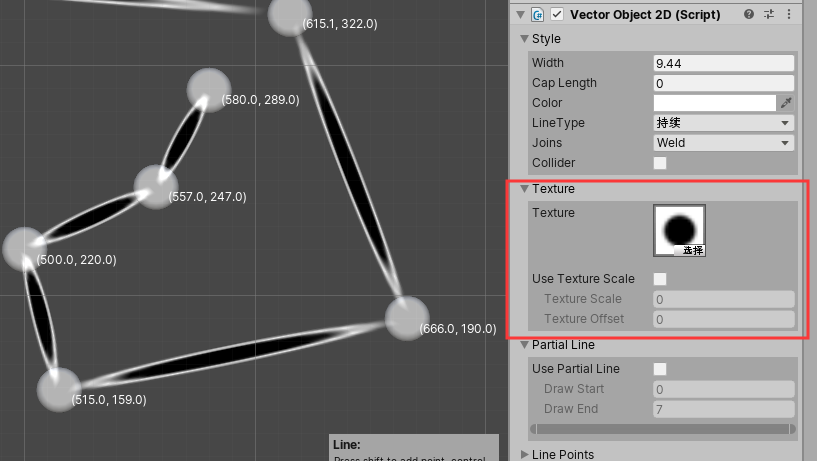 (615.1, 322.0)
(580.0, 289.0)
(557.0, 247.0)
(500.0, 220.0)
(666.0, 190.0)
(515.0, 159.0)
Line:
Press shift to add point, control
Vector Object 2D (Script)
Style
Width 9.44
Cap Length 0
Color
LineType 持续
Joins Weld
Collider
Texture
Texture
选择
Use Texture Scale
Texture Scale 0
Texture Offset 0
Partial Line
Use Partial Line
Draw Start 0
Draw End 7
Line Points